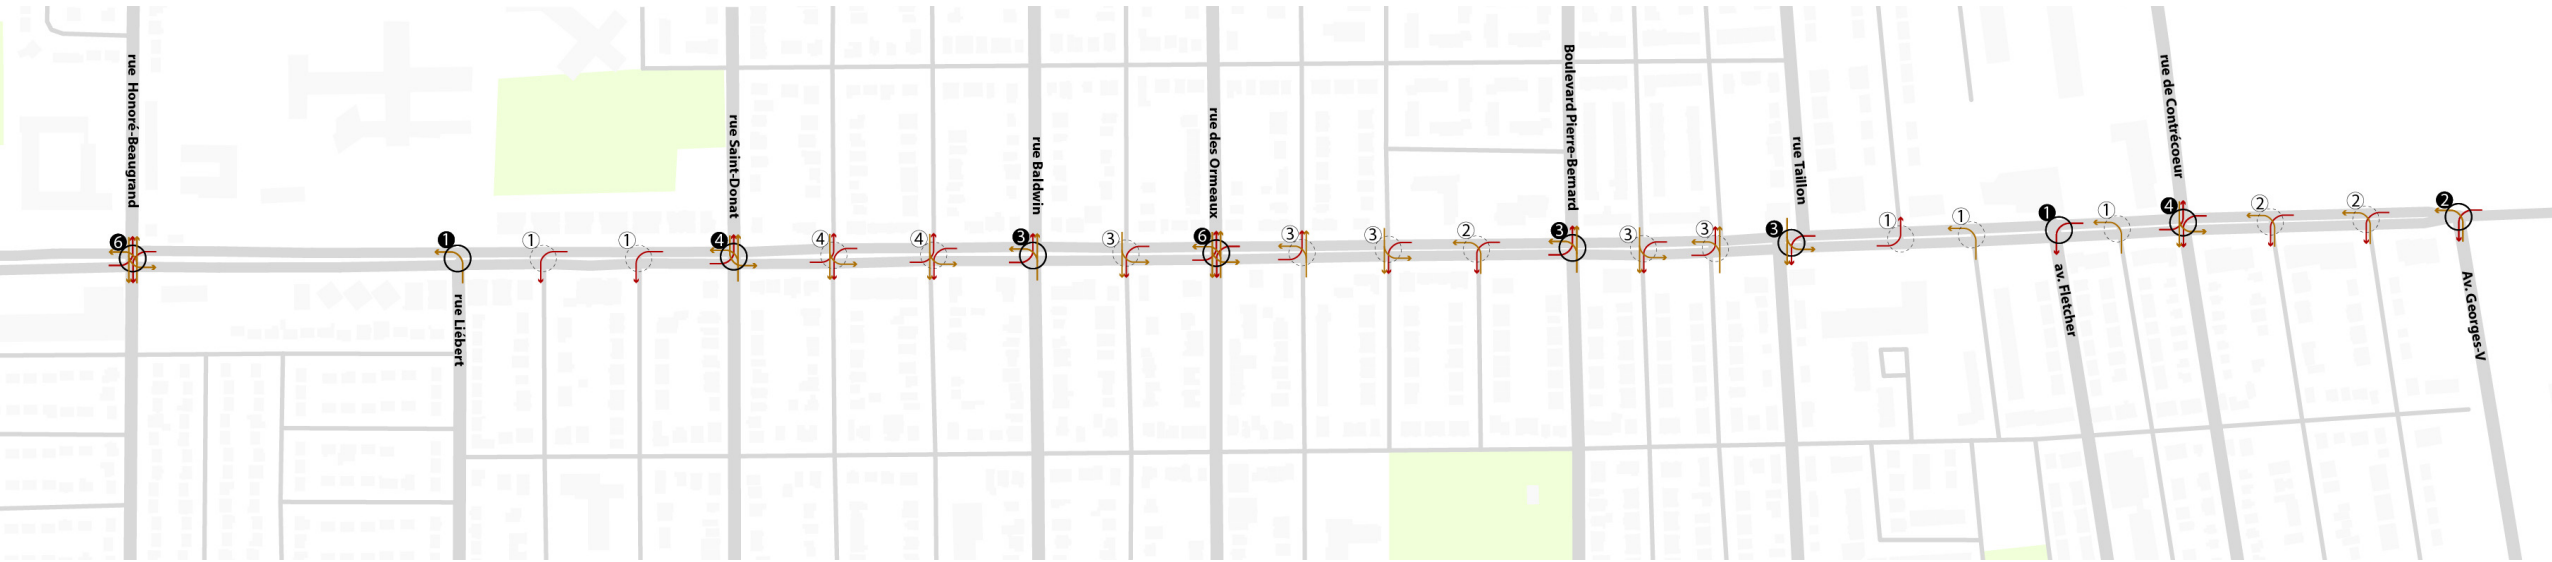 rue Honoré-Beaugrand
6
1
rue Liébert
1
1
rue Saint-Donat
4
4
4
rue Baldwin
3
3
rue des Ormeaux
6
3
3
2
Boulevard Pierre-Bernard
3
3
3
rue Taillon
3
1
1
1
av. Fletcher
1
rue de Contrécoeur
4
2
2
2
Av. Georges-V